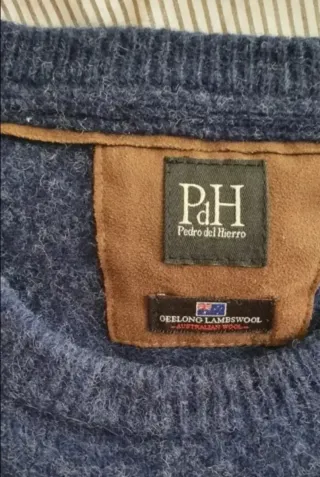 PdH
Pedro del Hierro
GEELONG LAMBSWOOL
AUSTRALIAN WOOL